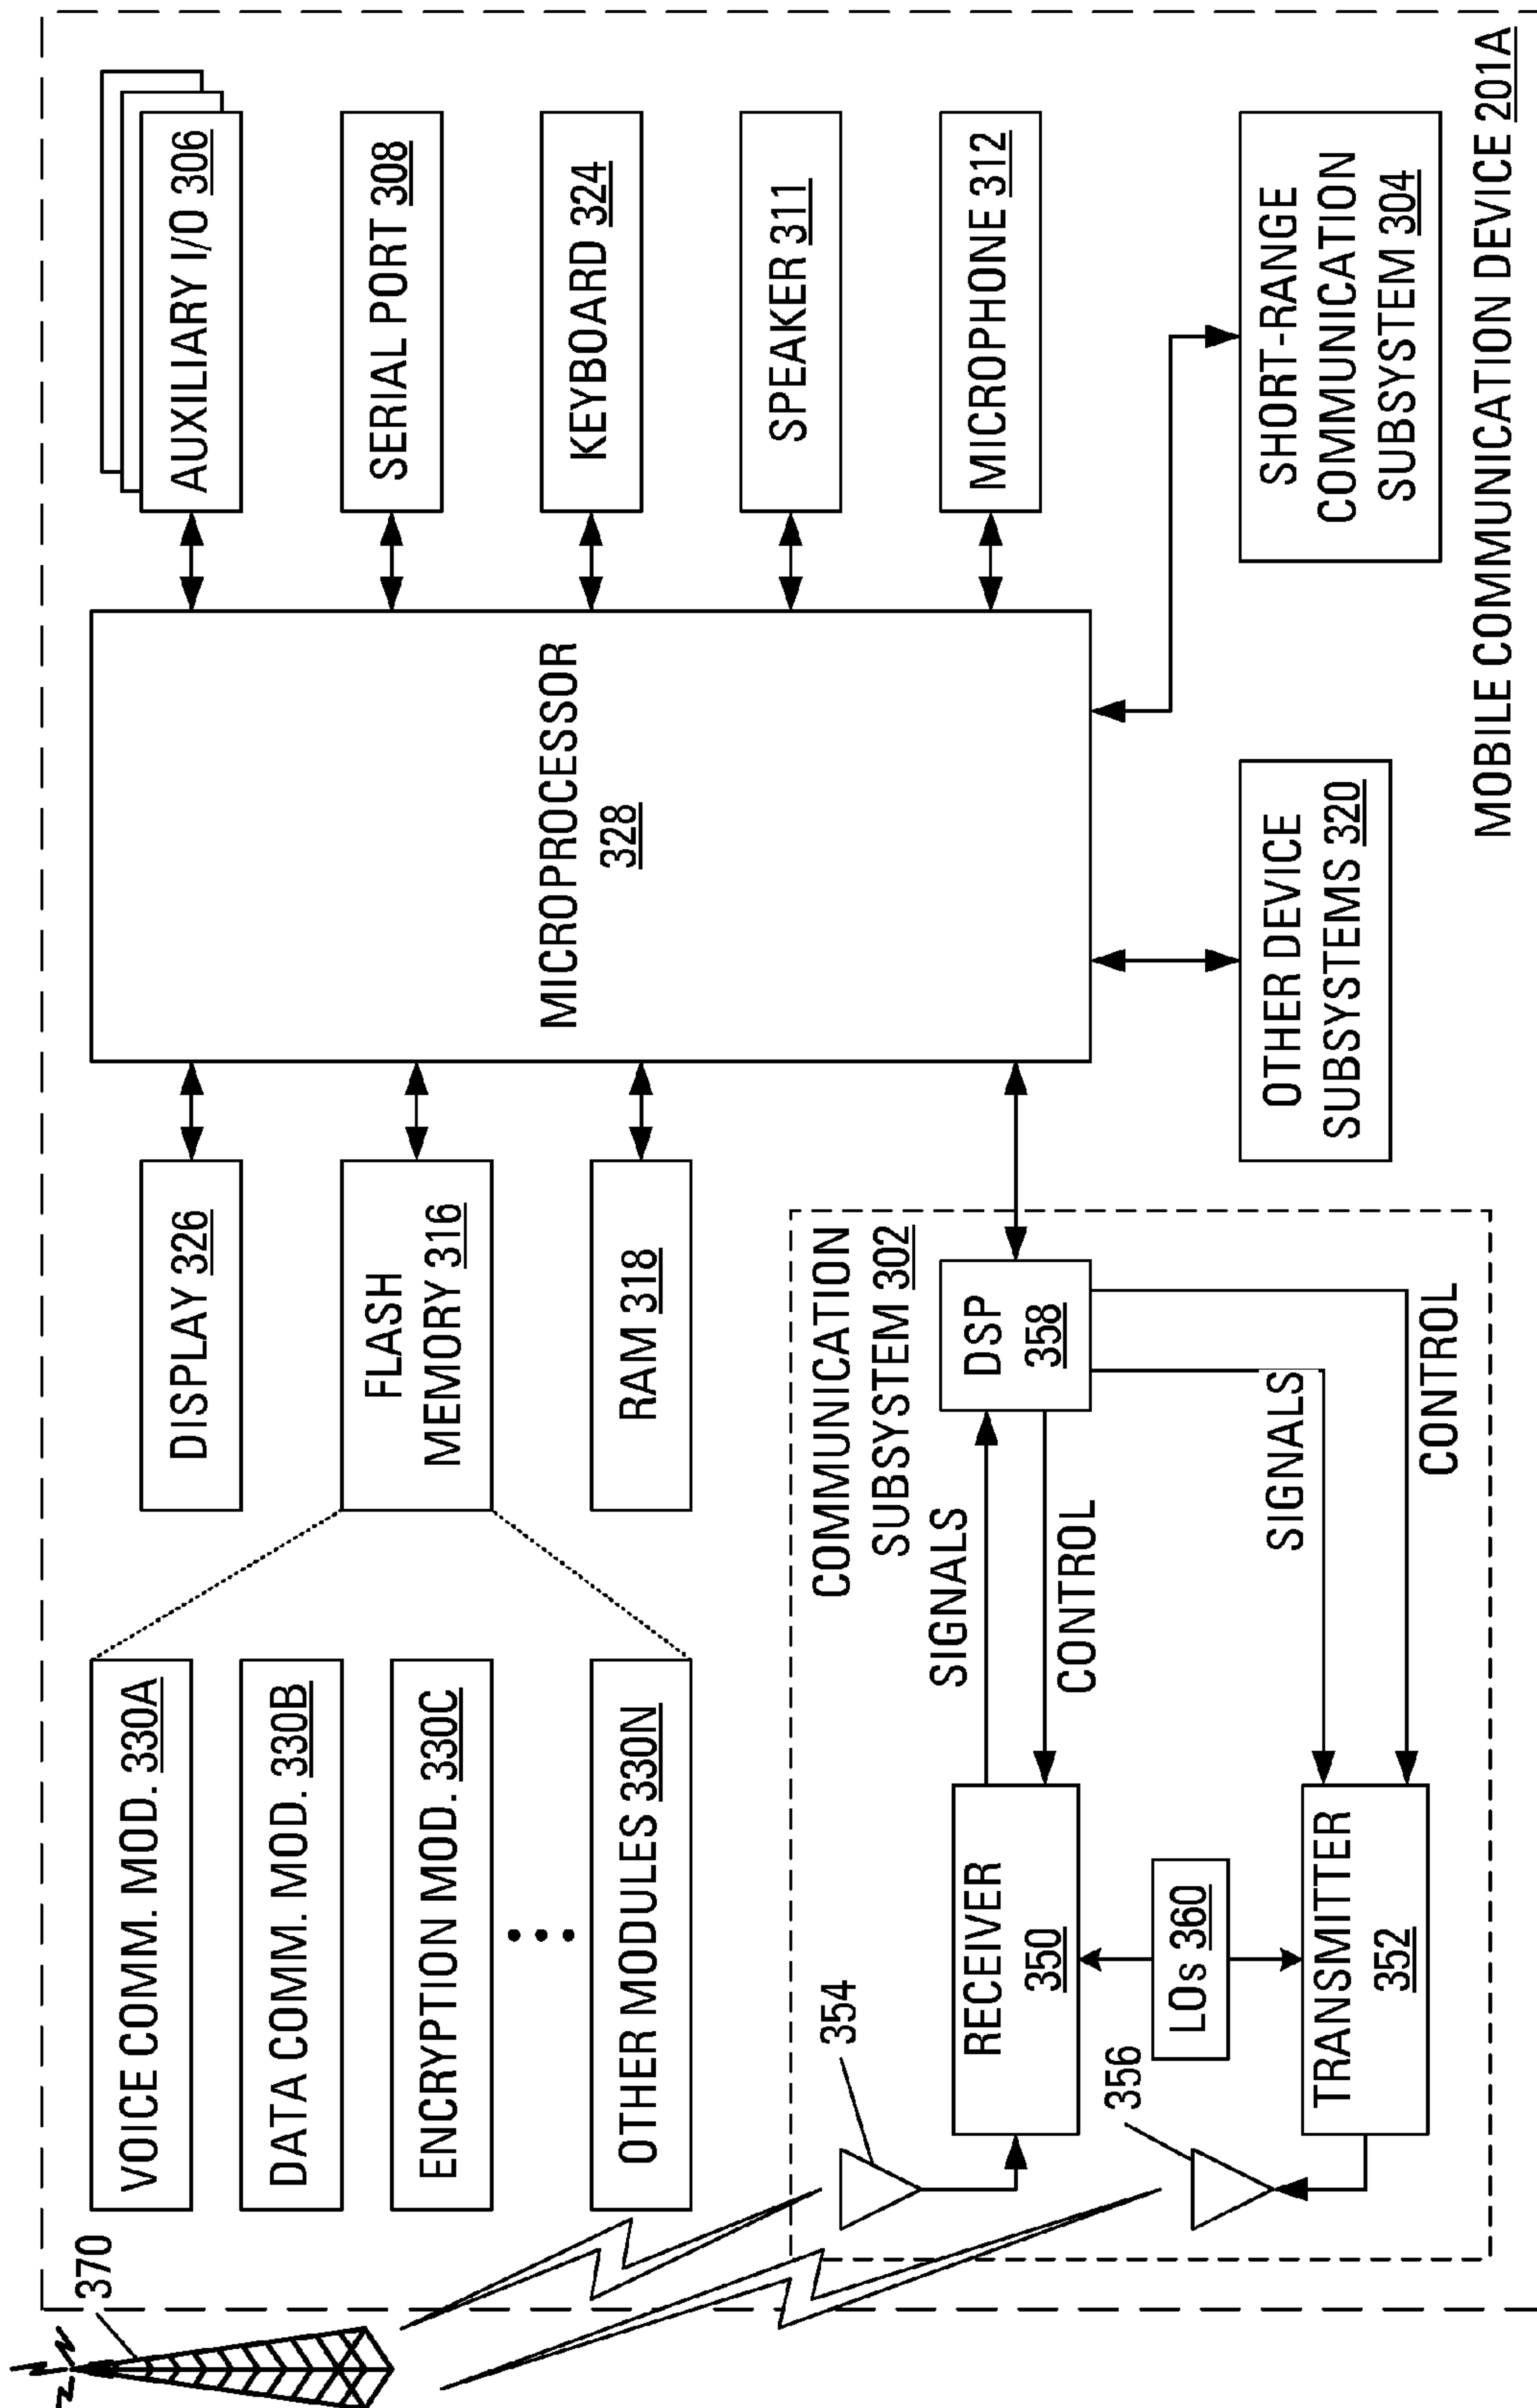 370
VOICE COMM. MOD. 330A
DATA COMM. MOD. 330B
ENCRYPTION MOD. 330C
OTHER MODULES 330N
DISPLAY 326
FLASH
MEMORY 316
RAM 318
MICROPROCESSOR
328
AUXILIARY I/O 306
SERIAL PORT 308
KEYBOARD 324
SPEAKER 311
MICROPHONE 312
COMMUNICATION
SUBSYSTEM 302
354
RECEIVER
350
SIGNALS
CONTROL
DSP
358
356
LOs 360
TRANSMITTER
352
SIGNALS
CONTROL
OTHER DEVICE
SUBSYSTEMS 320
SHORT-RANGE
COMMUNICATION
SUBSYSTEM 304
MOBILE COMMUNICATION DEVICE 201A